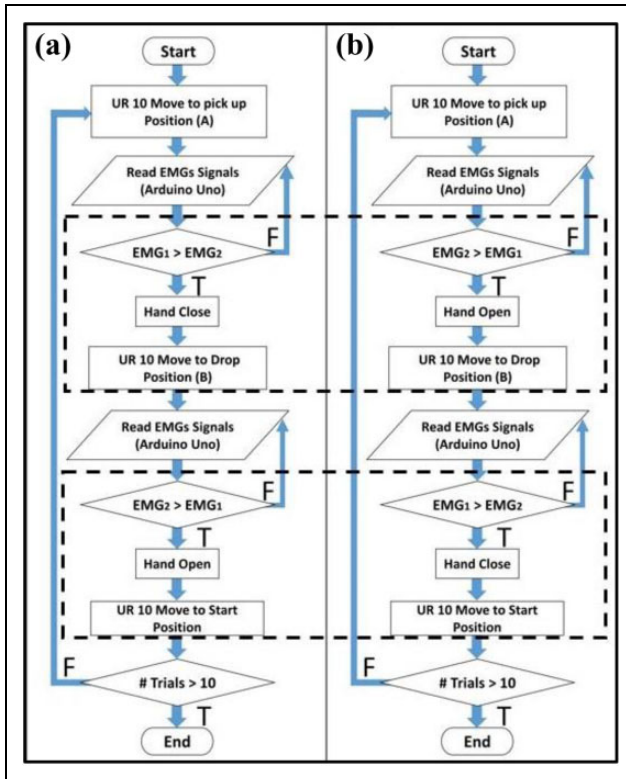 (a)
Start
UR 10 Move to pick up
Position (A)
Read EMGs Signals
(Arduino Uno)
EMG₁ > EMG₂
F
T
Hand Close
UR 10 Move to Drop
Position (B)
Read EMGs Signals
(Arduino Uno)
EMG₂ > EMG₁
F
T
Hand Open
UR 10 Move to Start
Position
F
# Trials > 10
T
End
(b)
Start
UR 10 Move to pick up
Position (A)
Read EMGs Signals
(Arduino Uno)
EMG₂ > EMG₁
F
T
Hand Open
UR 10 Move to Drop
Position (B)
Read EMGs Signals
(Arduino Uno)
EMG₁ > EMG₂
F
T
Hand Close
UR 10 Move to Start
Position
F
# Trials > 10
T
End